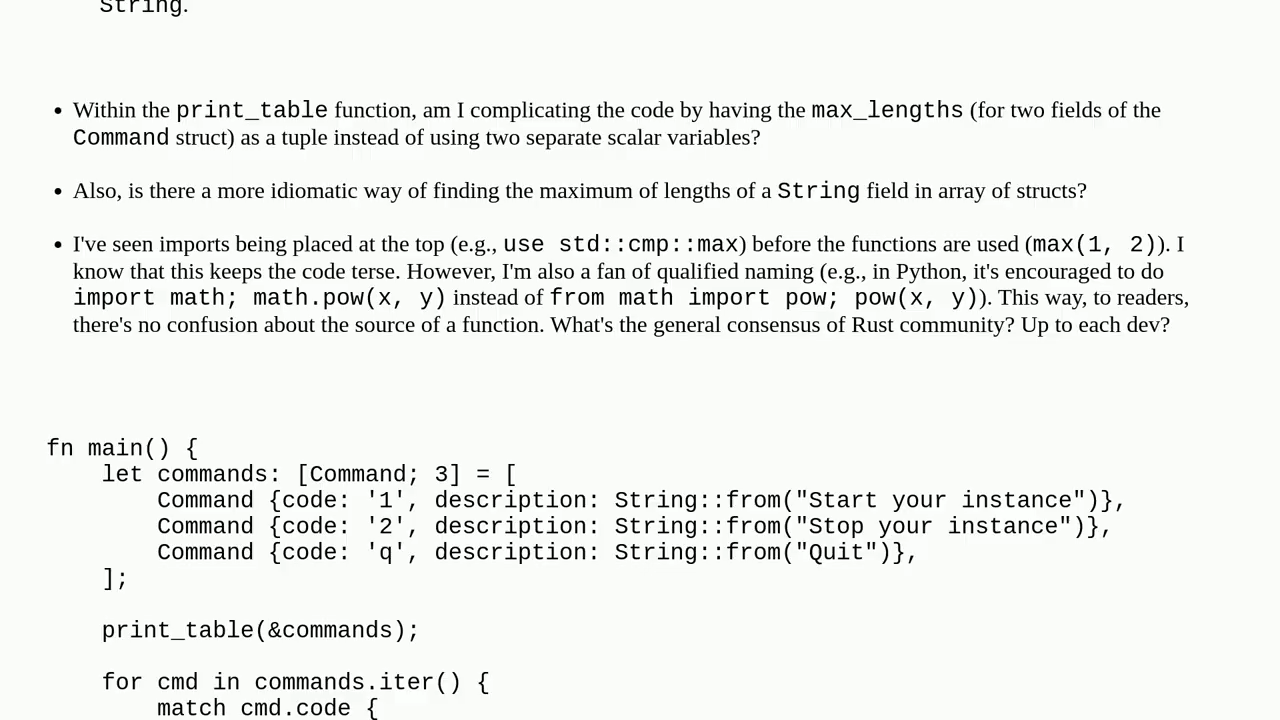 String.
• Within the print_table function, am I complicating the code by having the max_lengths (for two fields of the
Command struct) as a tuple instead of using two separate scalar variables?
• Also, is there a more idiomatic way of finding the maximum of lengths of a String field in array of structs?
• I've seen imports being placed at the top (e.g., use std::cmp::max) before the functions are used (max(1, 2)). I
know that this keeps the code terse. However, I'm also a fan of qualified naming (e.g., in Python, it's encouraged to do
import math; math.pow(x, y) instead of from math import pow; pow(x, y)). This way, to readers,
there's no confusion about the source of a function. What's the general consensus of Rust community? Up to each dev?
fn main() {
    let commands: [Command; 3] = [
        Command {code: '1', description: String::from("Start your instance")},
        Command {code: '2', description: String::from("Stop your instance")},
        Command {code: 'q', description: String::from("Quit")},
    ];
    print_table(&commands);
    for cmd in commands.iter() {
        match cmd.code {